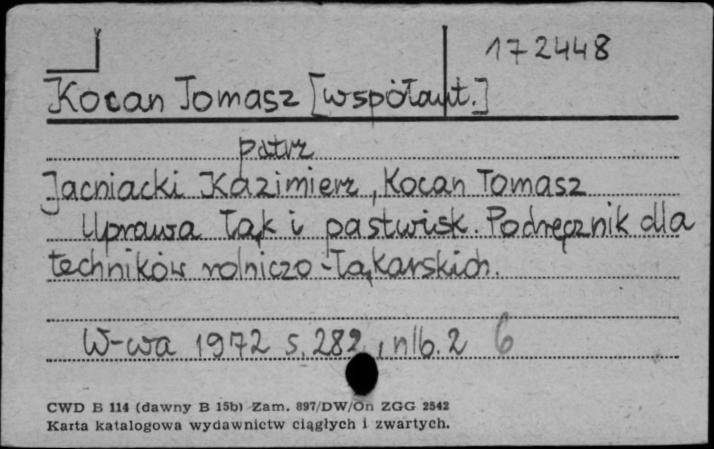 172448
Kocan Tomasz [współaut.]
patrz
Jacniacki Kazimierz, Kocan Tomasz
Uprawa łąk i pastwisk. Podręcznik dla
techników rolniczo-łąkarskich.
W-wa 1972 s. 282, nlb. 2 6
CWD B 114 (dawny B 15b) Zam. 897/DW/On ZGG 2542
Karta katalogowa wydawnictw ciągłych i zwartych.